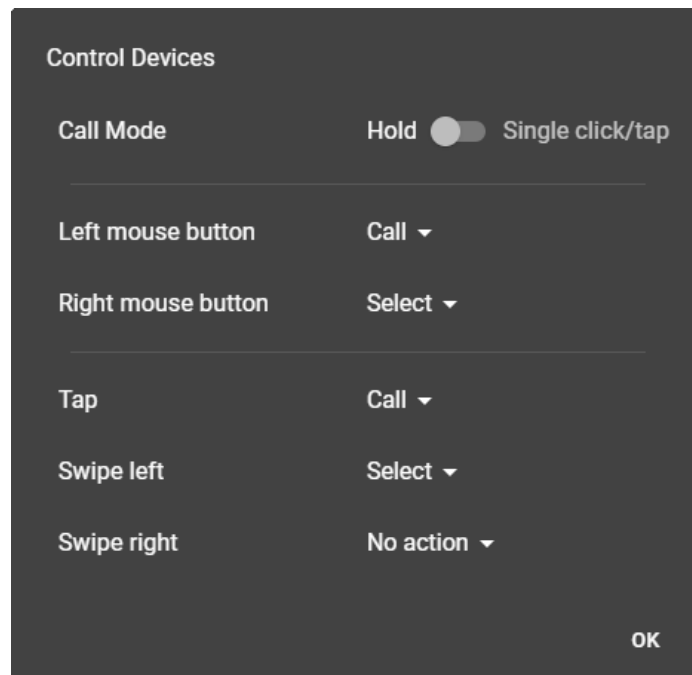 Control Devices
Call Mode Hold Single click/tap
Left mouse button Call
Right mouse button Select
Tap Call
Swipe left Select
Swipe right No action
OK